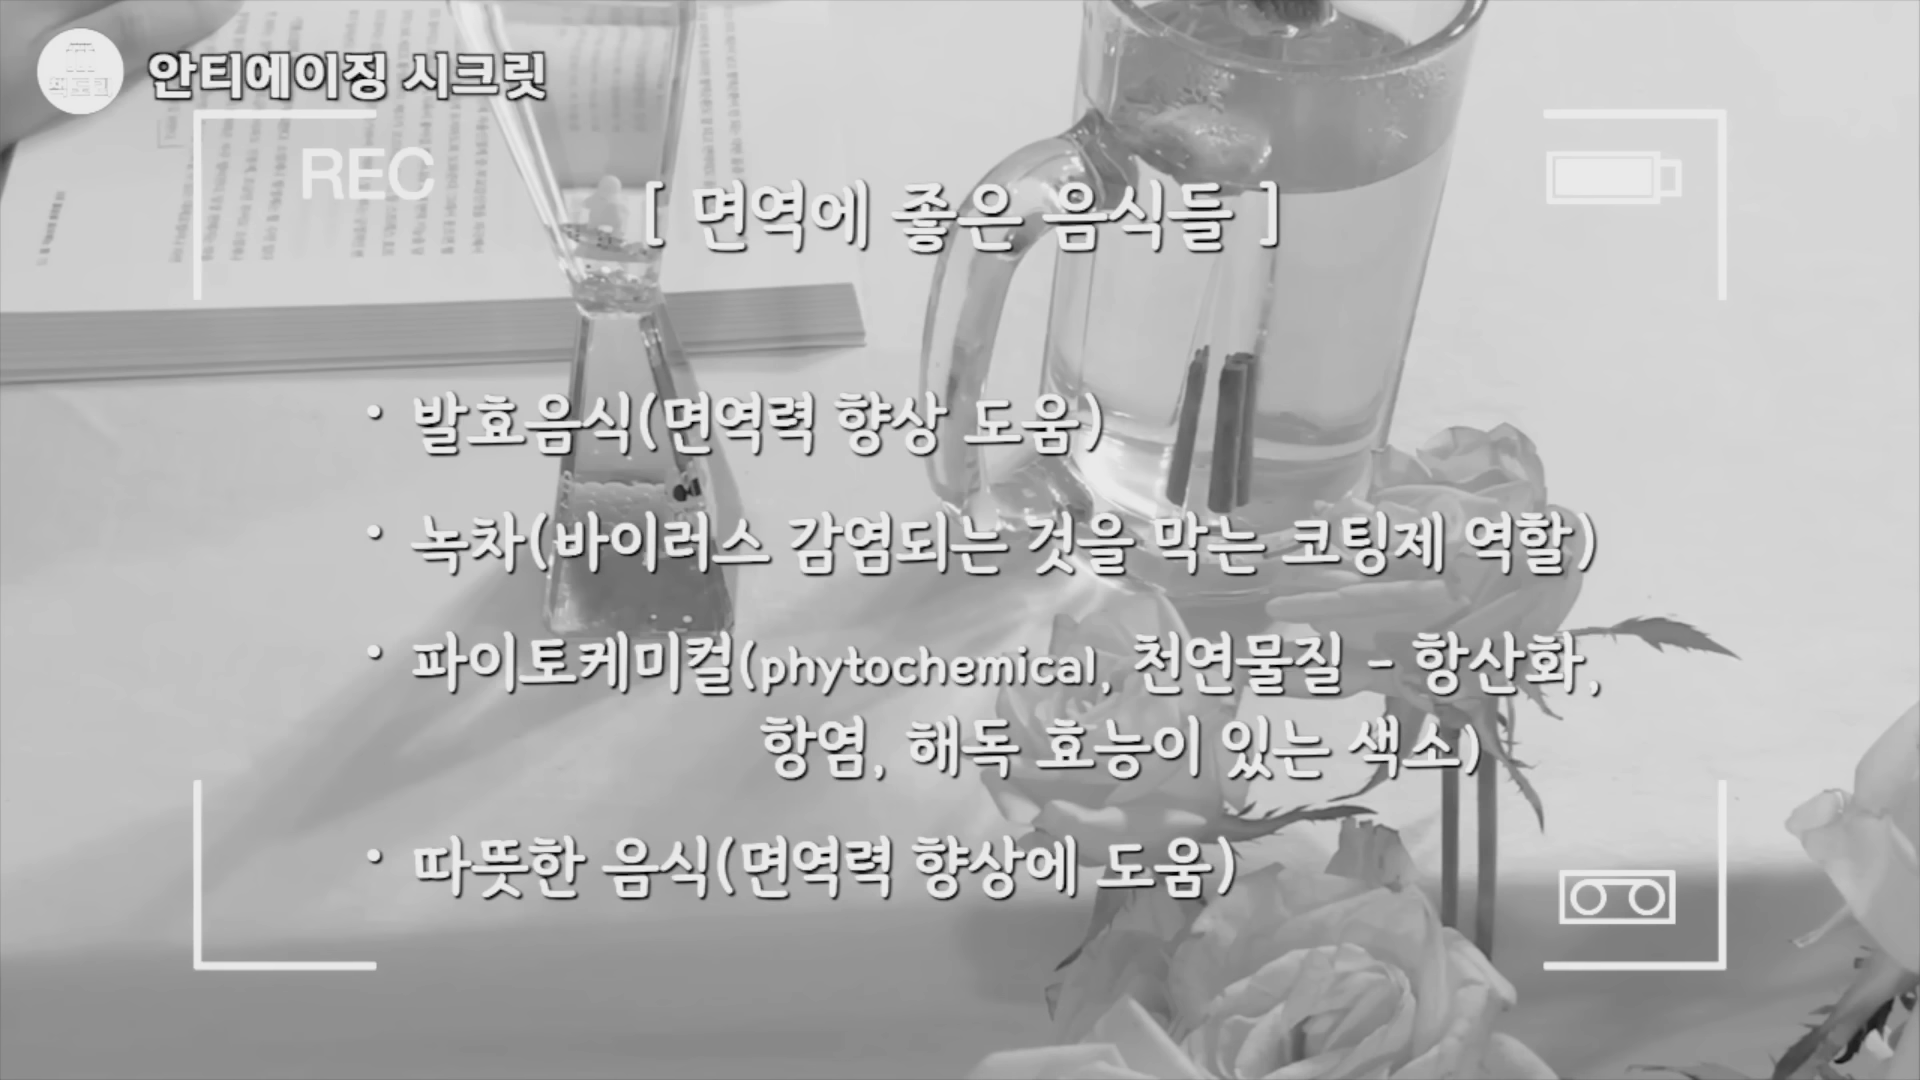 안티에이징 시크릿
REC
[ 면역에 좋은 음식들 ]
· 발효음식(면역력 향상 도움)
· 녹차(바이러스 감염되는 것을 막는 코팅제 역할)
· 파이토케미컬(phytochemical, 천연물질 - 항산화,
항염, 해독 효능이 있는 색소)
· 따뜻한 음식(면역력 향상에 도움)